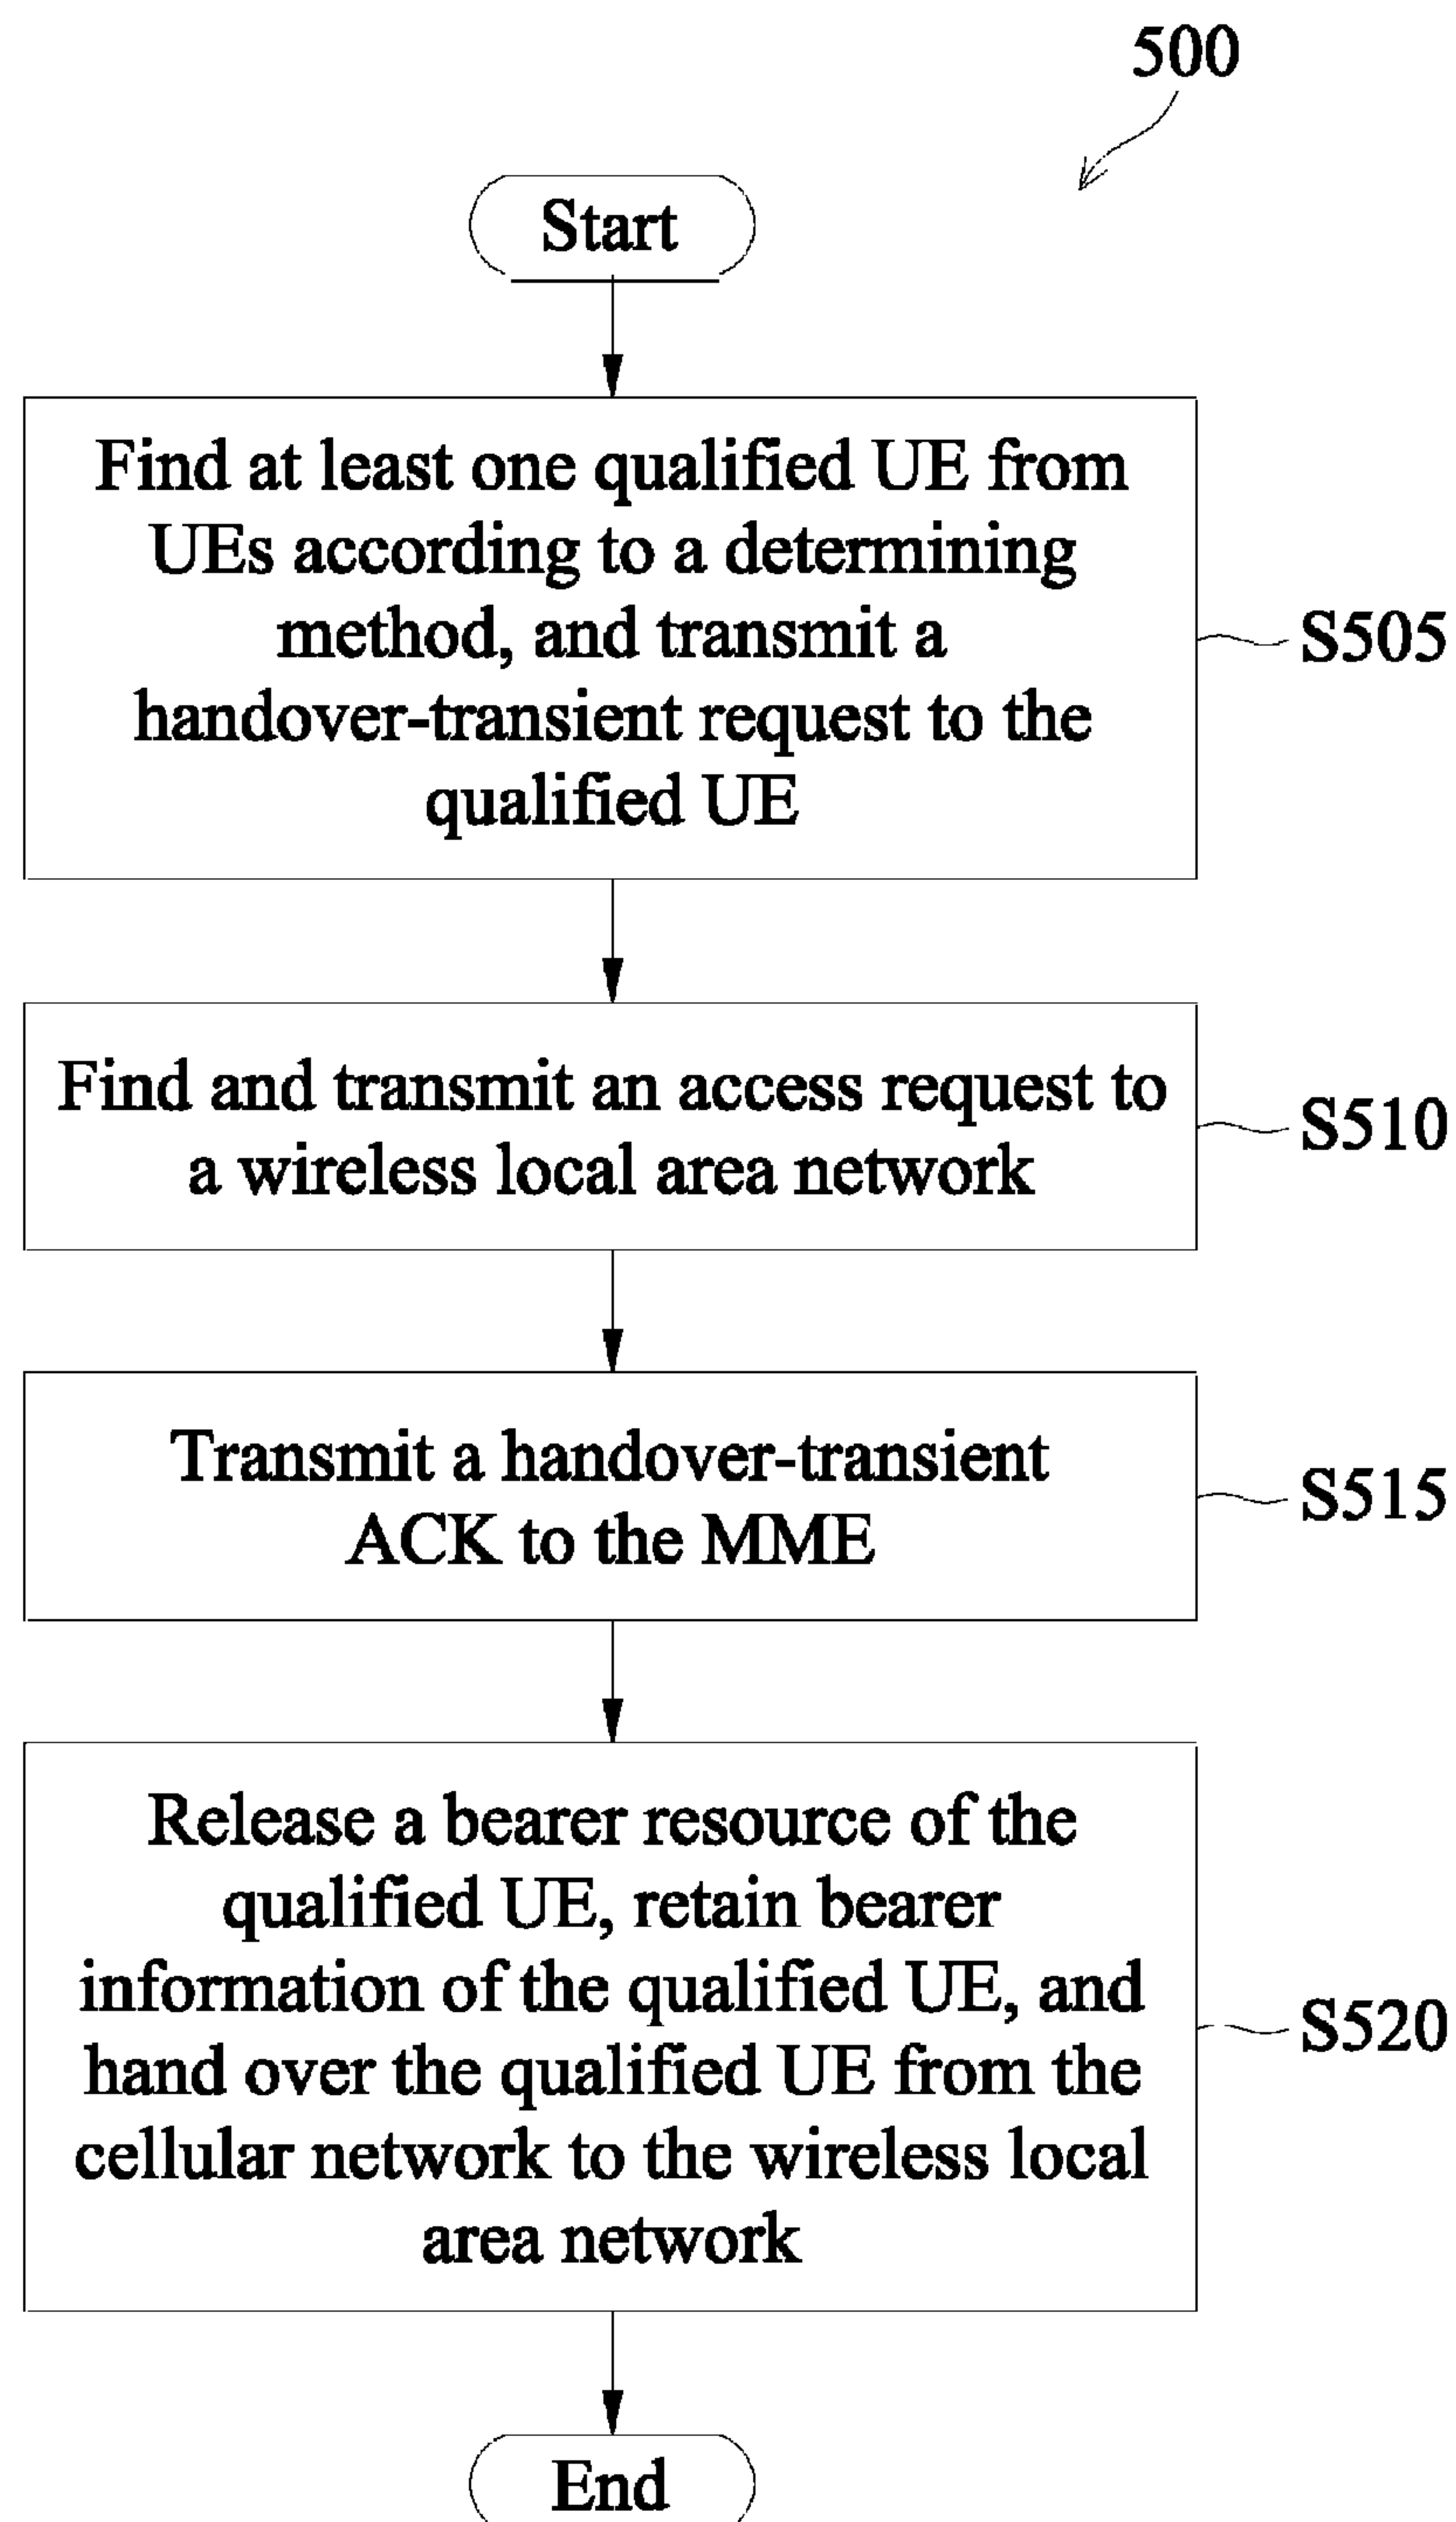 500
Start
Find at least one qualified UE from
UEs according to a determining
method, and transmit a
handover-transient request to the
qualified UE
S505
Find and transmit an access request to
a wireless local area network
S510
Transmit a handover-transient
ACK to the MME
S515
Release a bearer resource of the
qualified UE, retain bearer
information of the qualified UE, and
hand over the qualified UE from the
cellular network to the wireless local
area network
S520
End